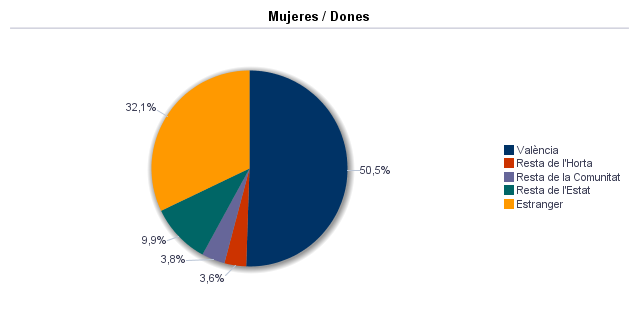 Mujeres / Dones
32,1%
50,5%
9,9%
3,8%
3,6%
València
Resta de l'Horta
Resta de la Comunitat
Resta de l'Estat
Estranger